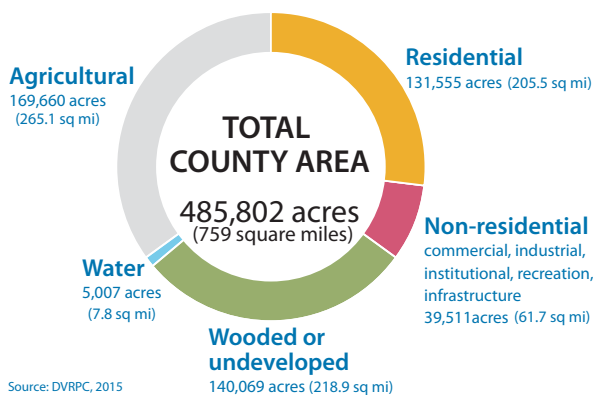 TOTAL
COUNTY AREA
485,802 acres
(759 square miles)
Residential
131,555 acres (205.5 sq mi)
Non-residential
commercial, industrial,
institutional, recreation,
infrastructure
39,511acres (61.7 sq mi)
Wooded or
undeveloped
140,069 acres (218.9 sq mi)
Water
5,007 acres
(7.8 sq mi)
Agricultural
169,660 acres
(265.1 sq mi)
Source: DVRPC, 2015